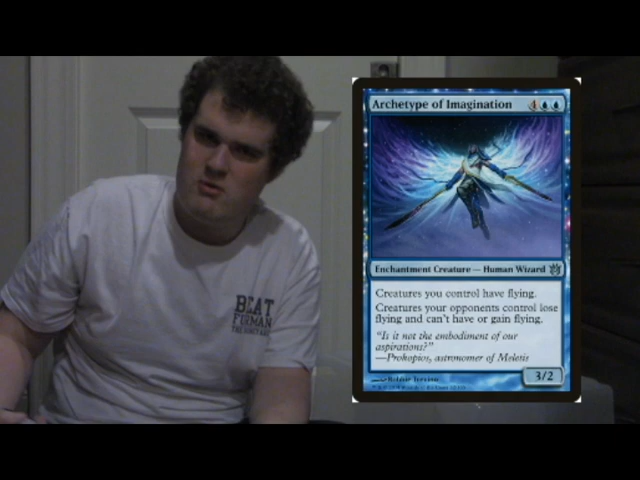 BEAT
FURMAN
Archetype of Imagination 4
Enchantment Creature — Human Wizard
Creatures you control have flying.
Creatures your opponents control lose
flying and can't have or gain flying.
"Is it not the embodiment of our
aspirations?"
—Prokopios, astronomer of Meletis
3/2